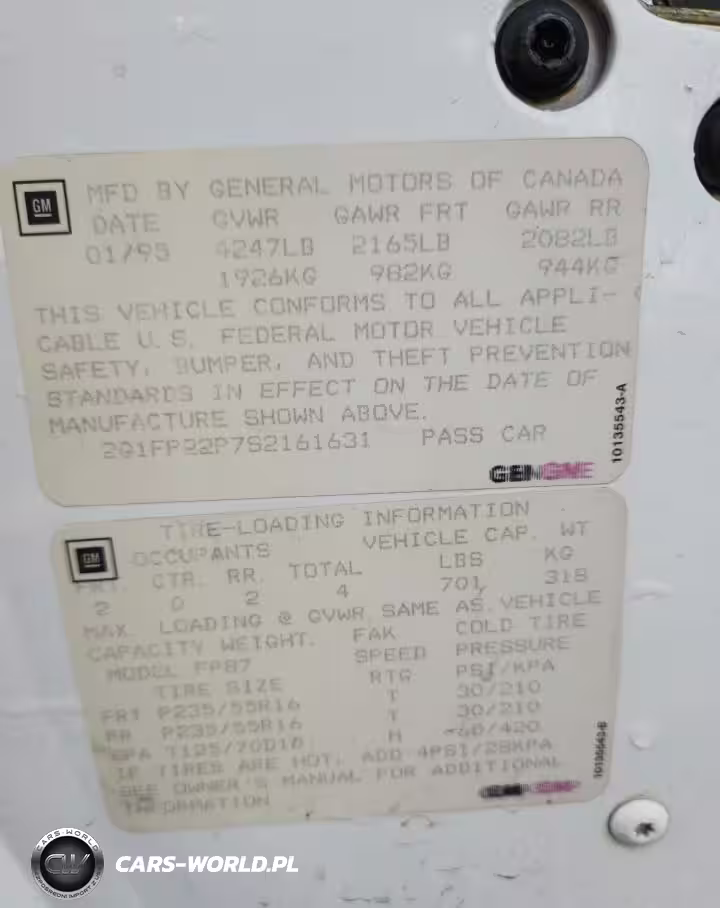 GM
MFD BY GENERAL MOTORS OF CANADA
DATE GVWR GAWR FRT GAWR RR
01/95 4247LB 2165LB 2082LB
1926KG 982KG 944KG
THIS VEHICLE CONFORMS TO ALL APPLI-
CABLE U.S. FEDERAL MOTOR VEHICLE
SAFETY, BUMPER, AND THEFT PREVENTION
STANDARDS IN EFFECT ON THE DATE OF
MANUFACTURE SHOWN ABOVE.
2G1FP22P7S2161631 PASS CAR
10135543-A
GM
TIRE-LOADING INFORMATION
OCCUPANTS VEHICLE CAP. WT
FRT. CTR. RR. TOTAL LBS KG
2 0 2 4 701 318
MAX. LOADING @ GVWR SAME AS VEHICLE
CAPACITY WEIGHT. FAK COLD TIRE
MODEL FP87 SPEED PRESSURE
TIRE SIZE RTG PSI/KPA
FRT P235/55R16 T 30/210
RR P235/55R16 T 30/210
SPA T125/70D16 M 60/420
IF TIRES ARE HOT, ADD 4PSI/28KPA
SEE OWNER'S MANUAL FOR ADDITIONAL
INFORMATION
10135543-B
CARS-WORLD
CW
CARS-WORLD.PL